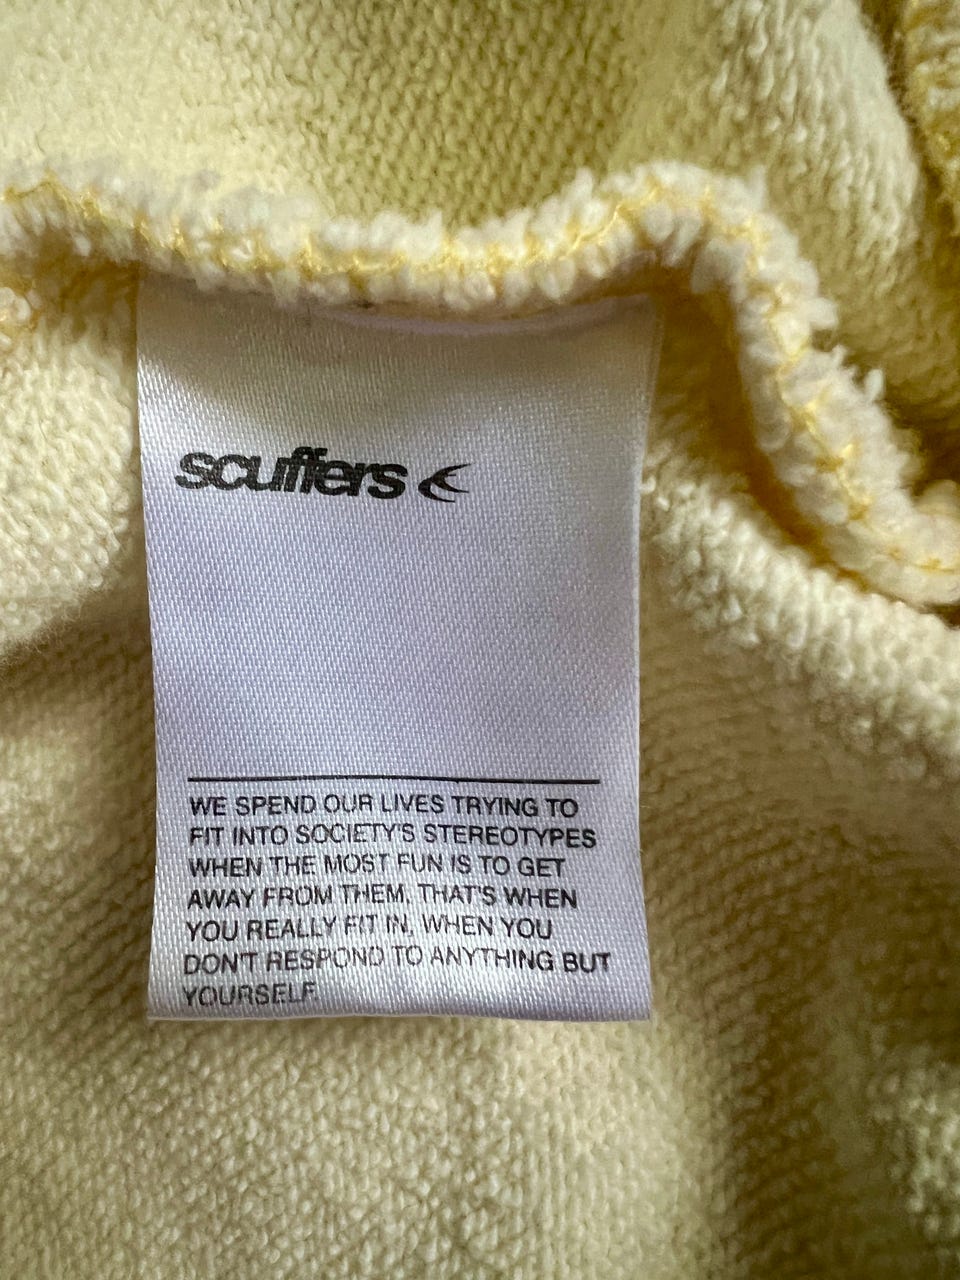 scuffers
WE SPEND OUR LIVES TRYING TO
FIT INTO SOCIETY'S STEREOTYPES
WHEN THE MOST FUN IS TO GET
AWAY FROM THEM, THAT'S WHEN
YOU REALLY FIT IN, WHEN YOU
DON'T RESPOND TO ANYTHING BUT
YOURSELF.